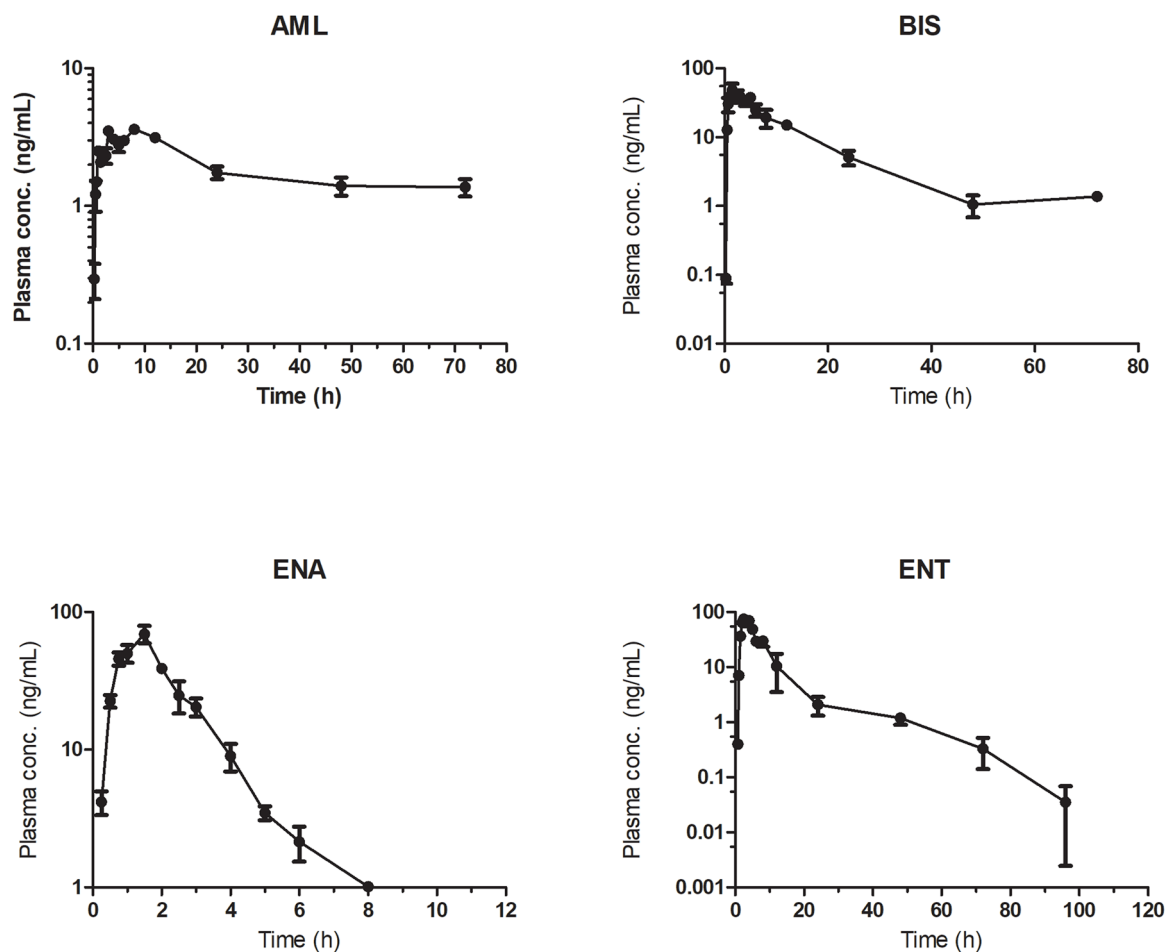 AML
Plasma conc. (ng/mL)
10
1
0.1
0 10 20 30 40 50 60 70 80
Time (h)
BIS
Plasma conc. (ng/mL)
100
10
1
0.1
0.01
0 20 40 60 80
Time (h)
ENA
Plasma conc. (ng/mL)
100
10
1
0 2 4 6 8 10 12
Time (h)
ENT
Plasma conc. (ng/mL)
100
10
1
0.1
0.01
0.001
0 20 40 60 80 100 120
Time (h)